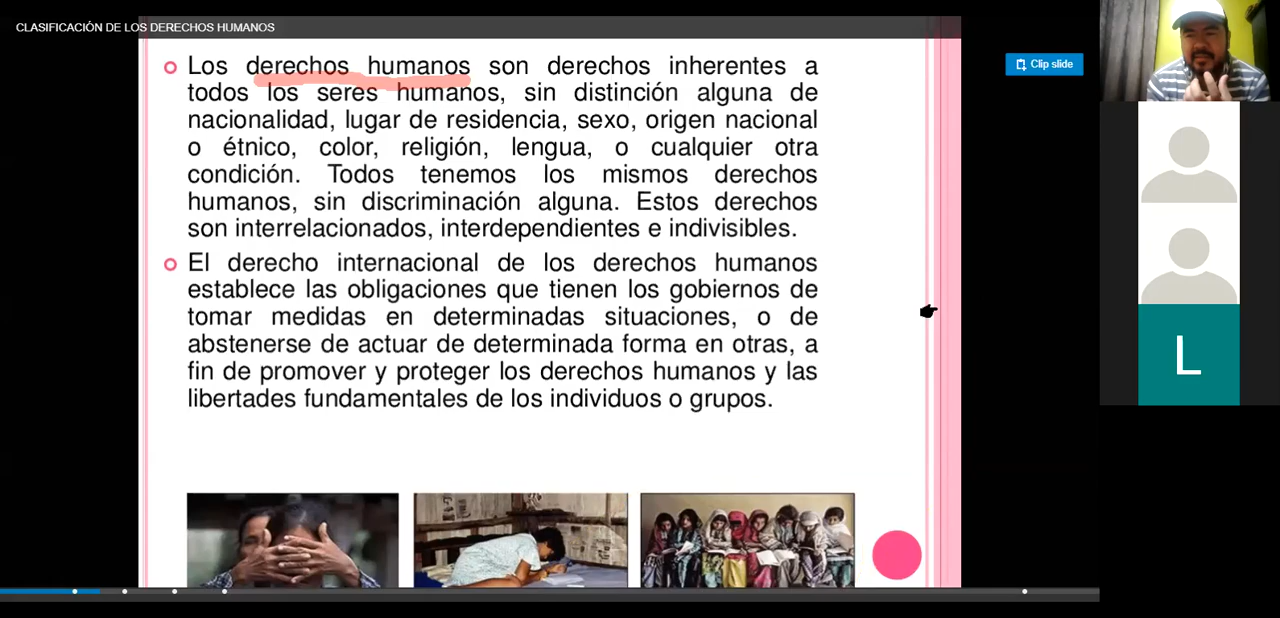 CLASIFICACIÓN DE LOS DERECHOS HUMANOS
Clip slide
Los derechos humanos son derechos inherentes a
todos los seres humanos, sin distinción alguna de
nacionalidad, lugar de residencia, sexo, origen nacional
o étnico, color, religión, lengua, o cualquier otra
condición. Todos tenemos los mismos derechos
humanos, sin discriminación alguna. Estos derechos
son interrelacionados, interdependientes e indivisibles.
El derecho internacional de los derechos humanos
establece las obligaciones que tienen los gobiernos de
tomar medidas en determinadas situaciones, o de
abstenerse de actuar de determinada forma en otras, a
fin de promover y proteger los derechos humanos y las
libertades fundamentales de los individuos o grupos.
L